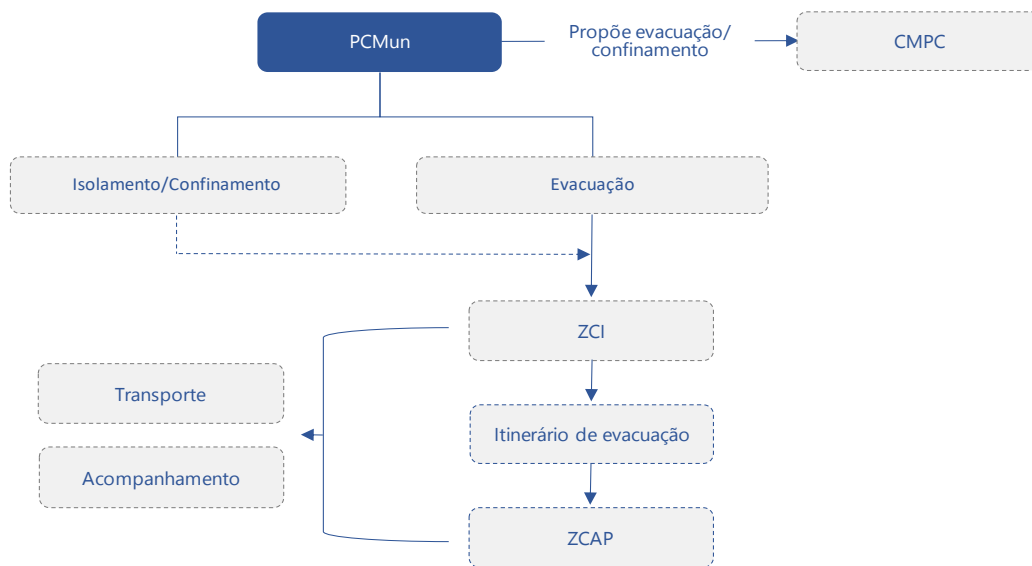 PCMun
Propõe evacuação/
confinamento
CMPC
Isolamento/Confinamento
Evacuação
ZCI
Transporte
Itinerário de evacuação
Acompanhamento
ZCAP